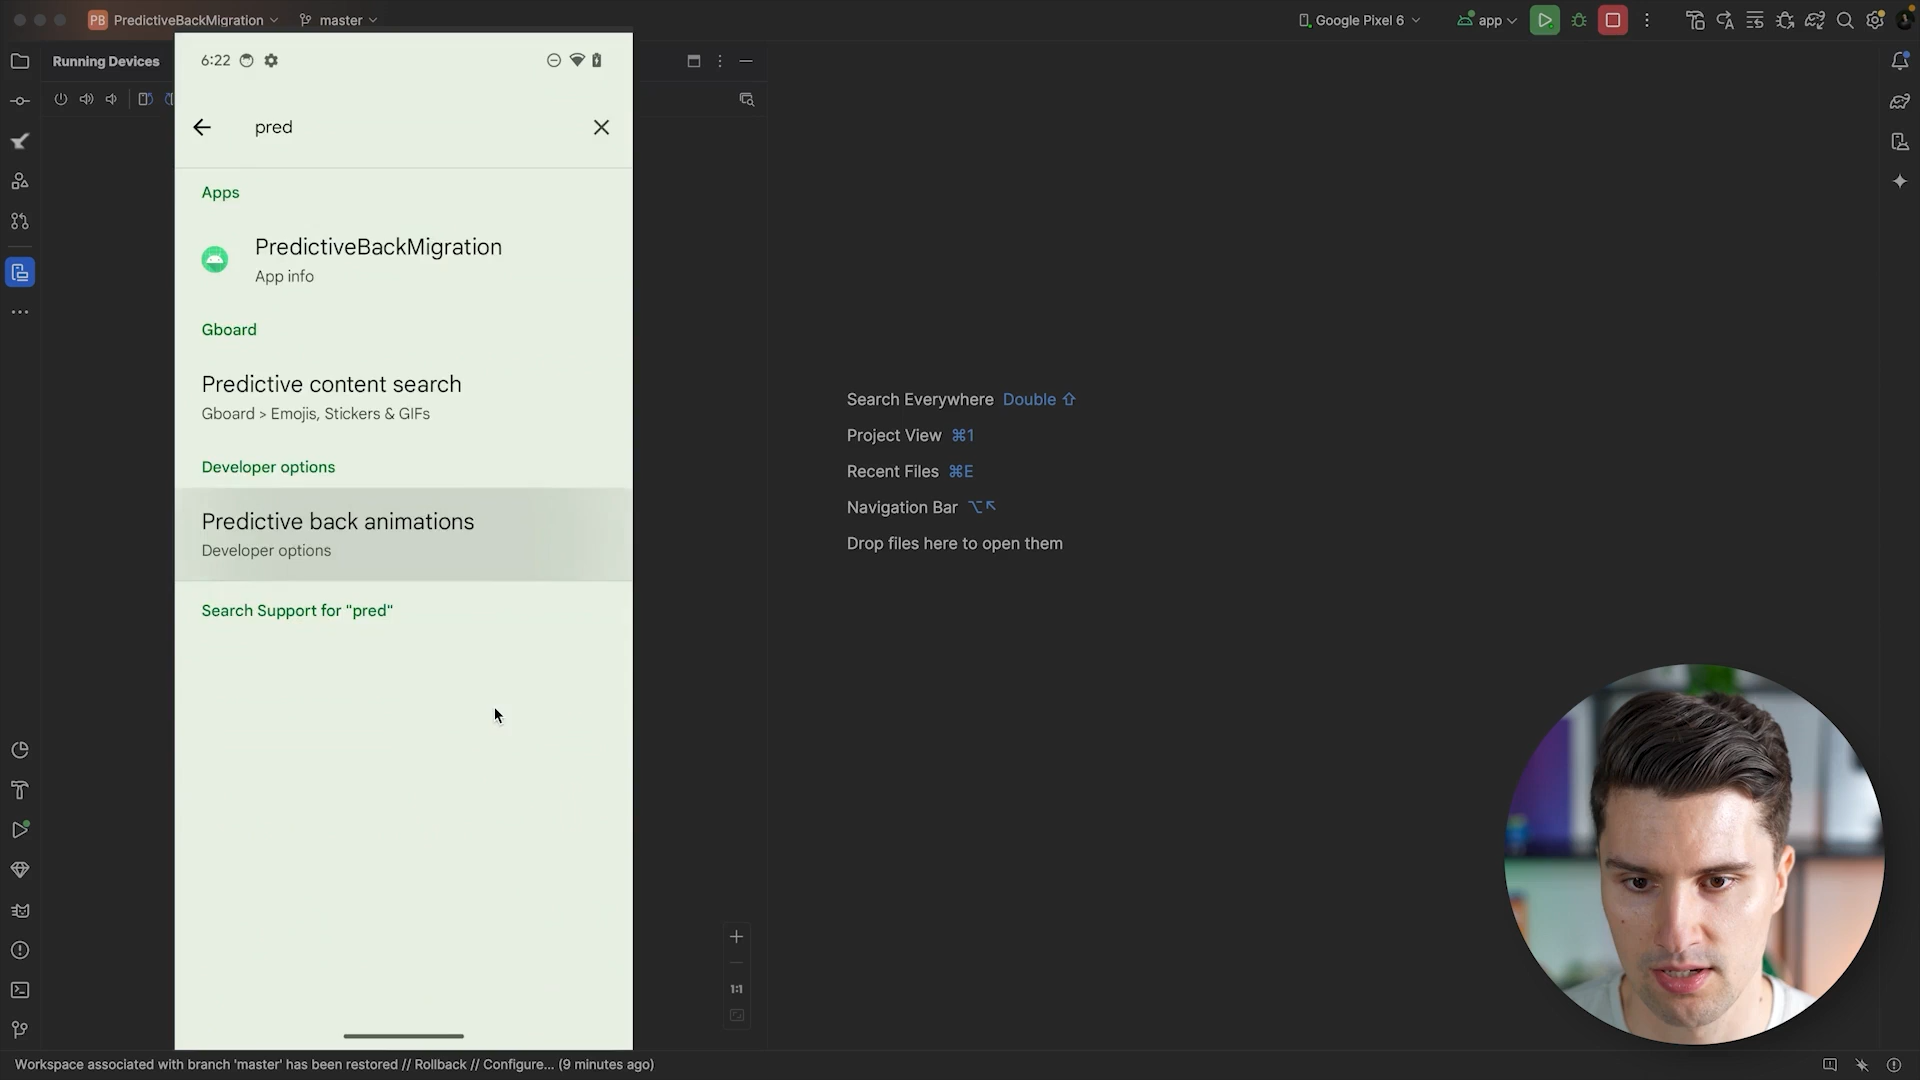 PB PredictiveBackMigration
master
Google Pixel 6
app
Running Devices
6:22
pred
Apps
PredictiveBackMigration
App info
Gboard
Predictive content search
Gboard > Emojis, Stickers & GIFs
Developer options
Predictive back animations
Developer options
Search Support for "pred"
Search Everywhere Double ⇧
Project View ⌘1
Recent Files ⌘E
Navigation Bar ⌥↖
Drop files here to open them
1:1
Workspace associated with branch 'master' has been restored // Rollback // Configure... (9 minutes ago)